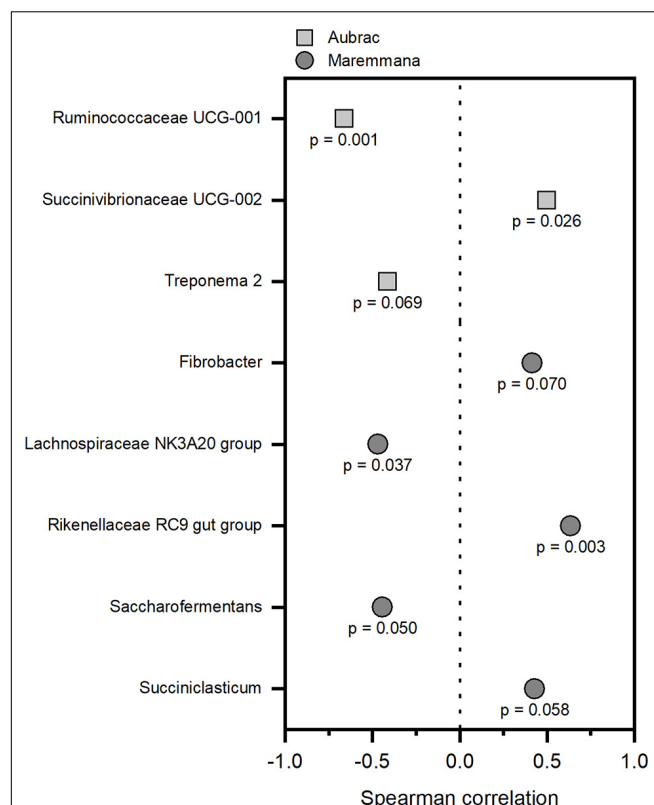 Aubrac
Maremmana
Ruminococcaceae UCG-001
p = 0.001
Succinivibrionaceae UCG-002
p = 0.026
Treponema 2
p = 0.069
Fibrobacter
p = 0.070
Lachnospiraceae NK3A20 group
p = 0.037
Rikenellaceae RC9 gut group
p = 0.003
Saccharofermentans
p = 0.050
Succiniclasticum
p = 0.058
-1.0 -0.5 0.0 0.5 1.0
Spearman correlation